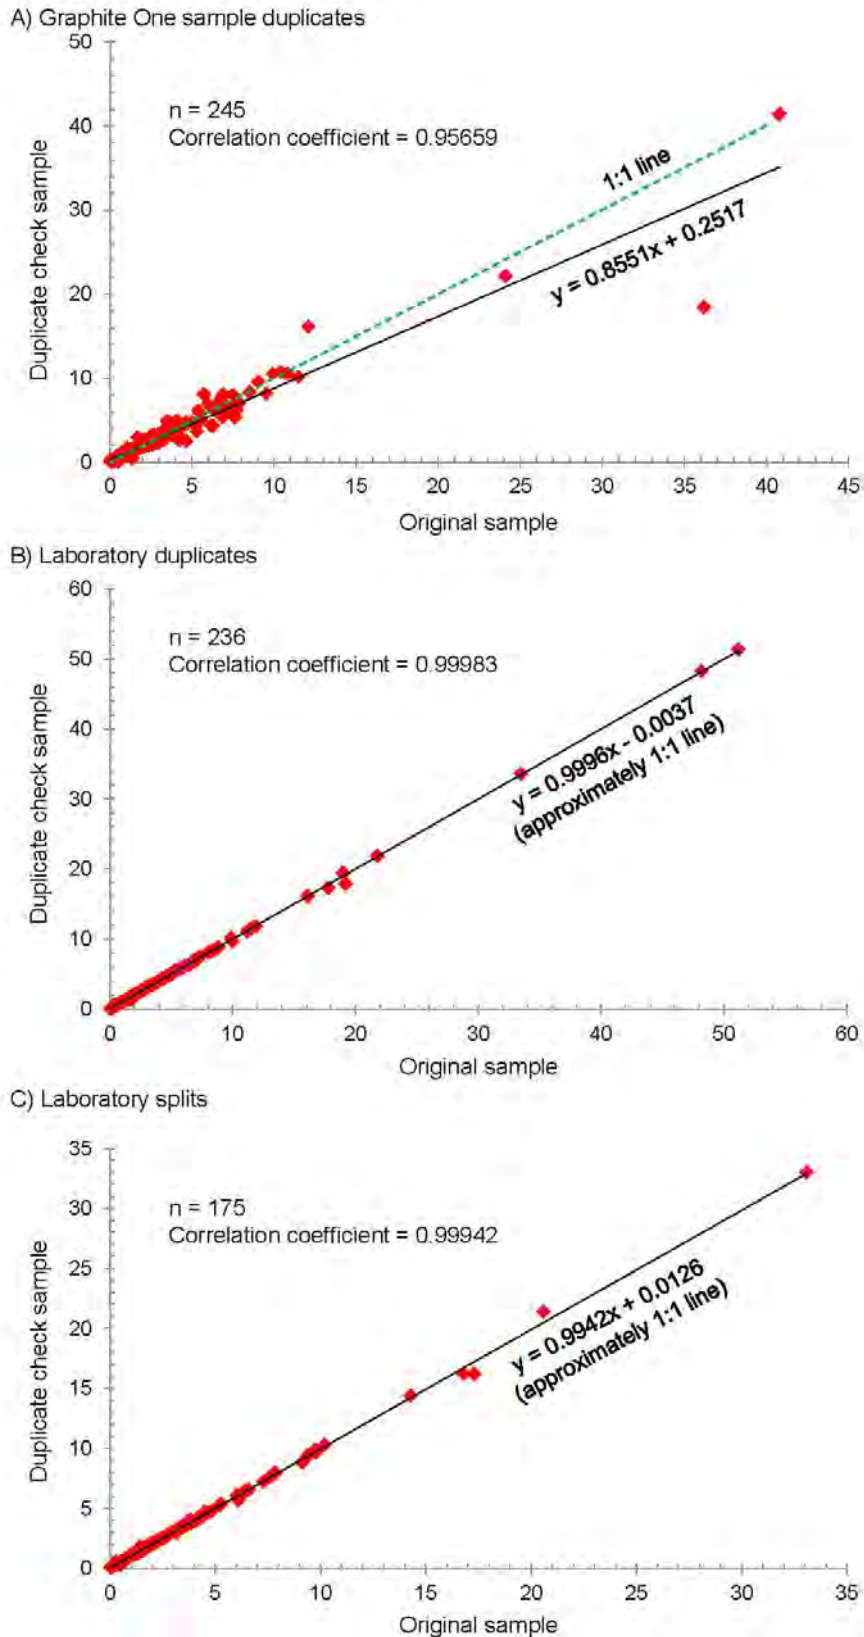 A) Graphite One sample duplicates
50
40
30
20
10
0
Duplicate check sample
n = 245
Correlation coefficient = 0.95659
1:1 line
y = 0.8551x + 0.2517
0 5 10 15 20 25 30 35 40 45
Original sample
B) Laboratory duplicates
60
50
40
30
20
10
0
Duplicate check sample
n = 236
Correlation coefficient = 0.99983
y = 0.9996x - 0.0037
(approximately 1:1 line)
0 10 20 30 40 50 60
Original sample
C) Laboratory splits
35
30
25
20
15
10
5
0
Duplicate check sample
n = 175
Correlation coefficient = 0.99942
y = 0.9942x + 0.0126
(approximately 1:1 line)
0 5 10 15 20 25 30 35
Original sample